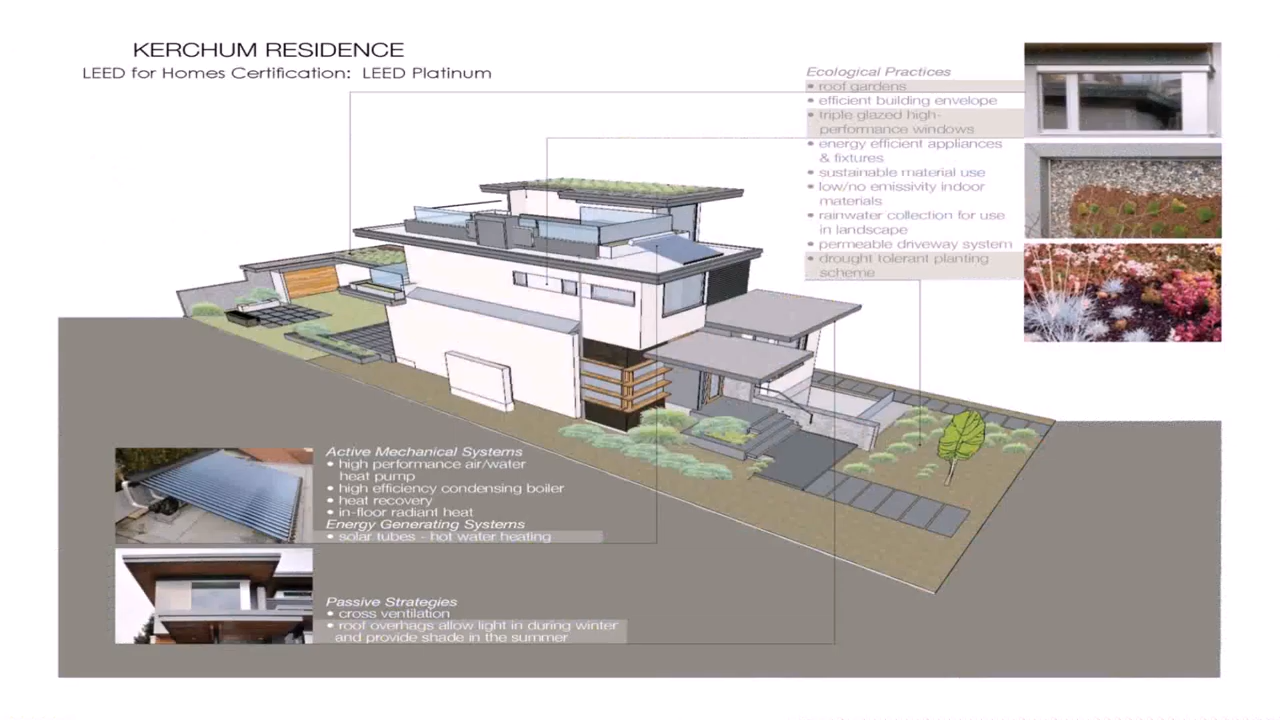 KERCHUM RESIDENCE
LEED for Homes Certification: LEED Platinum
Ecological Practices
• roof gardens
• efficient building envelope
• triple glazed high-
performance windows
• energy efficient appliances
& fixtures
• sustainable material use
• low/no emissivity indoor
materials
• rainwater collection for use
in landscape
• permeable driveway system
• drought tolerant planting
scheme
Active Mechanical Systems
• high performance air/water
heat pump
• high efficiency condensing boiler
• heat recovery
• in-floor radiant heat
Energy Generating Systems
• solar tubes - hot water heating
Passive Strategies
• cross ventilation
• roof overhags allow light in during winter
and provide shade in the summer